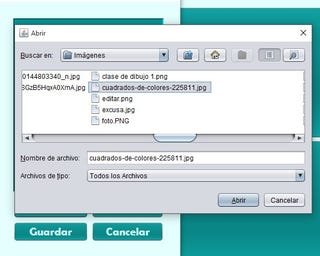 Abrir
Buscar en: Imágenes
0144803340_n.jpg
clase de dibujo 1.png
SGzB5HqxA0XmA.jpg
cuadrados-de-colores-225811.jpg
editar.png
excusa.jpg
foto.PNG
Nombre de archivo: cuadrados-de-colores-225811.jpg
Archivos de tipo: Todos los Archivos
Abrir Cancelar
Guardar Cancelar